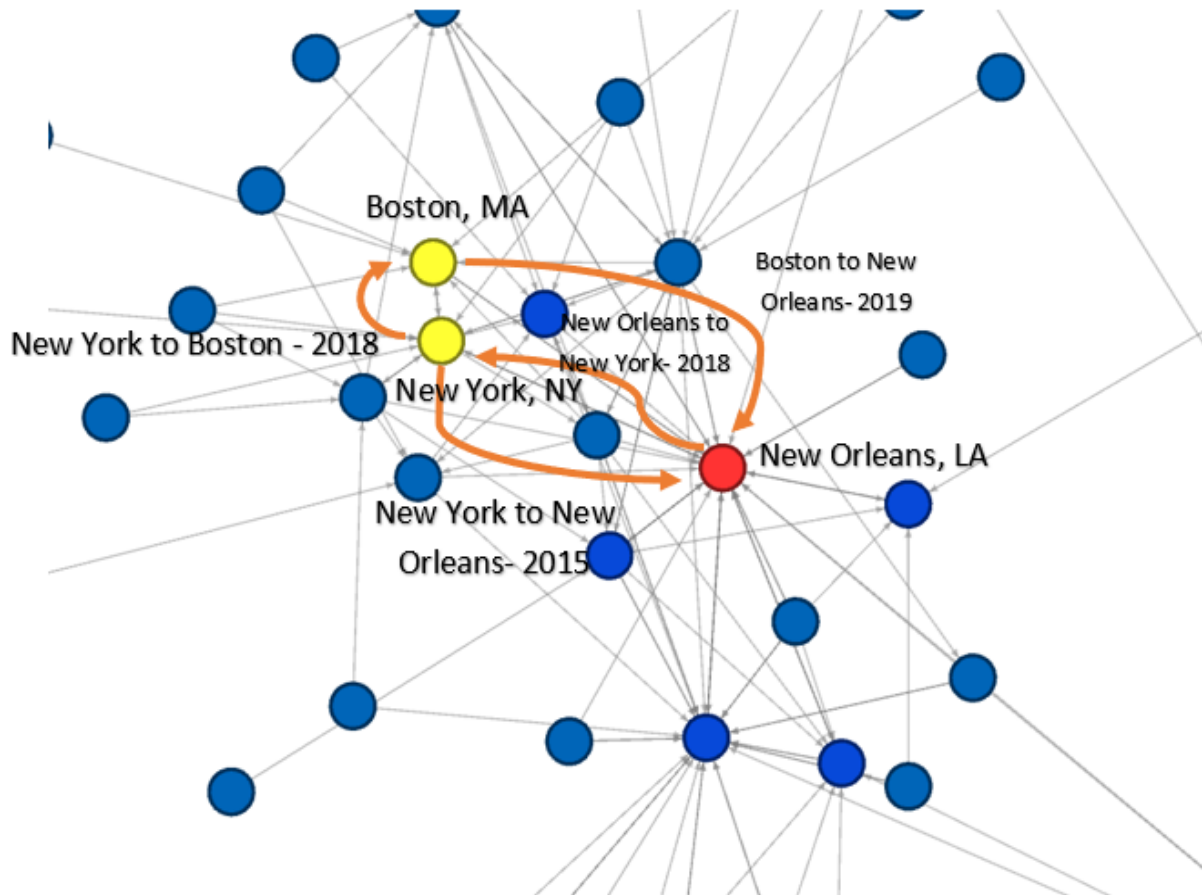 Boston, MA
Boston to New
Orleans- 2019
New Orleans to
New York- 2018
New York to Boston - 2018
New York, NY
New Orleans, LA
New York to New
Orleans- 2015